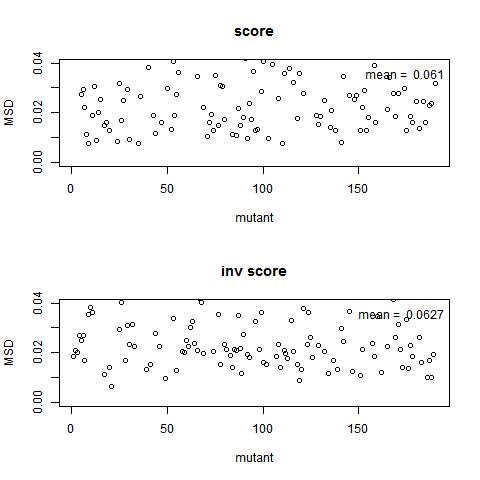 score
MSD
0.04
0.02
0.00
mean = 0.061
0 50 100 150
mutant
inv score
MSD
0.04
0.02
0.00
mean = 0.0627
0 50 100 150
mutant